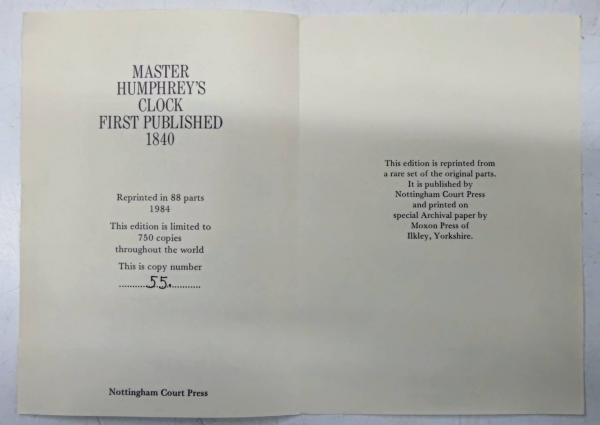 MASTER
HUMPHREY'S
CLOCK
FIRST PUBLISHED
1840
Reprinted in 88 parts
1984
This edition is limited to
750 copies
throughout the world
This is copy number
..........55.............
Nottingham Court Press
This edition is reprinted from
a rare set of the original parts.
It is published by
Nottingham Court Press
and printed on
special Archival paper by
Moxon Press of
Ilkley, Yorkshire.